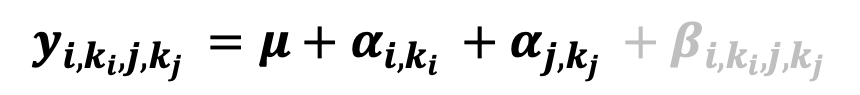 y_{i,k_i,j,k_j} = μ + α_{i,k_i} + α_{j,k_j} + β_{i,k_i,j,k_j}